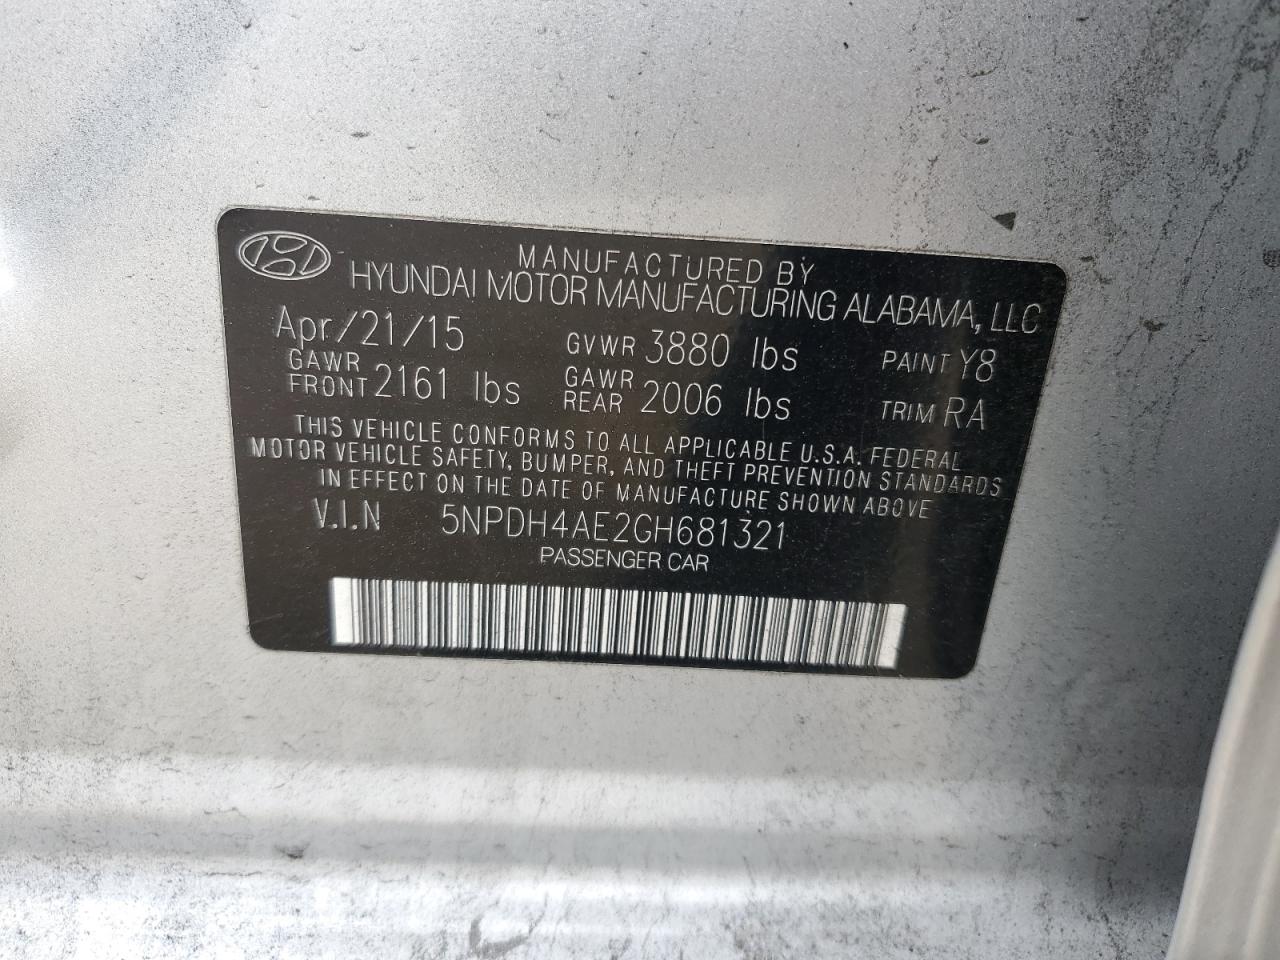 MANUFACTURED BY
HYUNDAI MOTOR MANUFACTURING ALABAMA, LLC
Apr/21/15 GVWR 3880 lbs PAINT Y8
GAWR FRONT 2161 lbs GAWR REAR 2006 lbs TRIM RA
THIS VEHICLE CONFORMS TO ALL APPLICABLE U.S.A. FEDERAL
MOTOR VEHICLE SAFETY, BUMPER, AND THEFT PREVENTION STANDARDS
IN EFFECT ON THE DATE OF MANUFACTURE SHOWN ABOVE
V.I.N 5NPDH4AE2GH681321
PASSENGER CAR